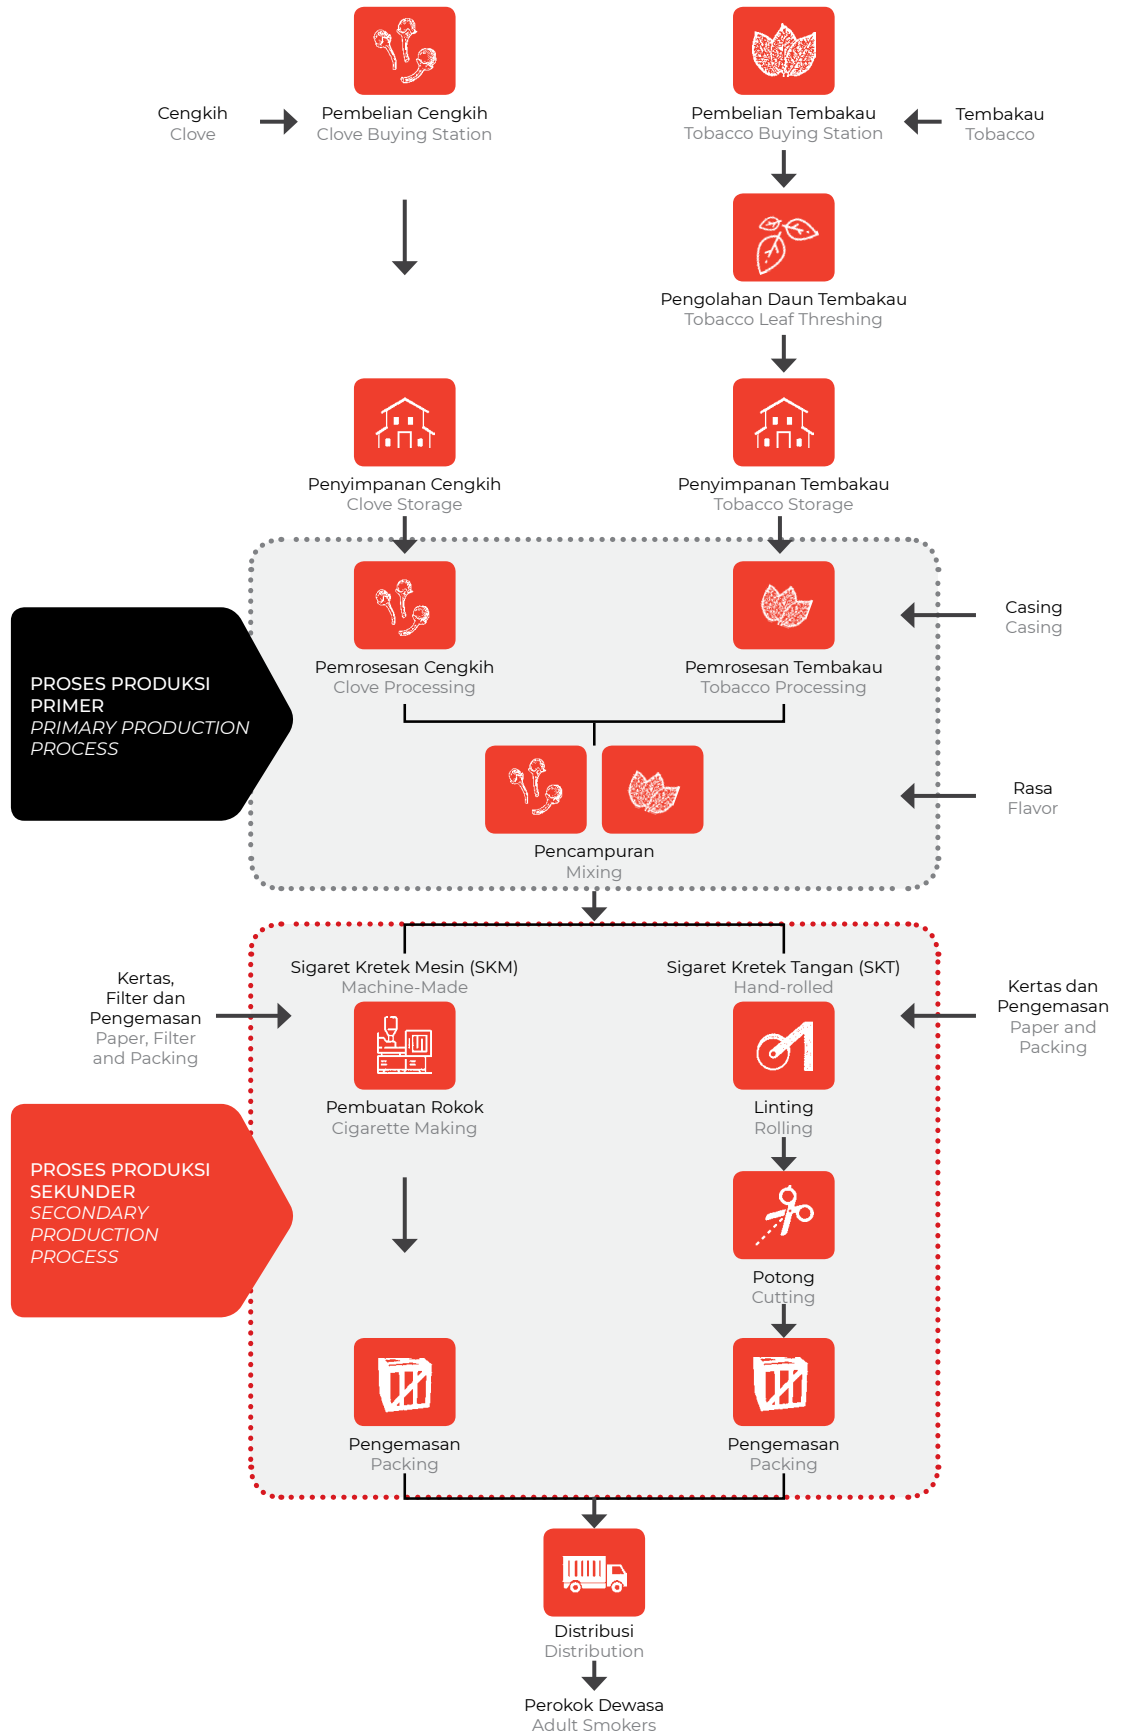 Cengkih
Clove
Pembelian Cengkih
Clove Buying Station
Pembelian Tembakau
Tobacco Buying Station
Tembakau
Tobacco
Pengolahan Daun Tembakau
Tobacco Leaf Threshing
Penyimpanan Cengkih
Clove Storage
Penyimpanan Tembakau
Tobacco Storage
PROSES PRODUKSI
PRIMER
PRIMARY PRODUCTION
PROCESS
Pemrosesan Cengkih
Clove Processing
Pemrosesan Tembakau
Tobacco Processing
Casing
Casing
Pencampuran
Mixing
Rasa
Flavor
Kertas,
Filter dan
Pengemasan
Paper, Filter
and Packing
Sigaret Kretek Mesin (SKM)
Machine-Made
Sigaret Kretek Tangan (SKT)
Hand-rolled
Kertas dan
Pengemasan
Paper and
Packing
Pembuatan Rokok
Cigarette Making
Linting
Rolling
PROSES PRODUKSI
SEKUNDER
SECONDARY
PRODUCTION
PROCESS
Potong
Cutting
Pengemasan
Packing
Pengemasan
Packing
Distribusi
Distribution
Perokok Dewasa
Adult Smokers